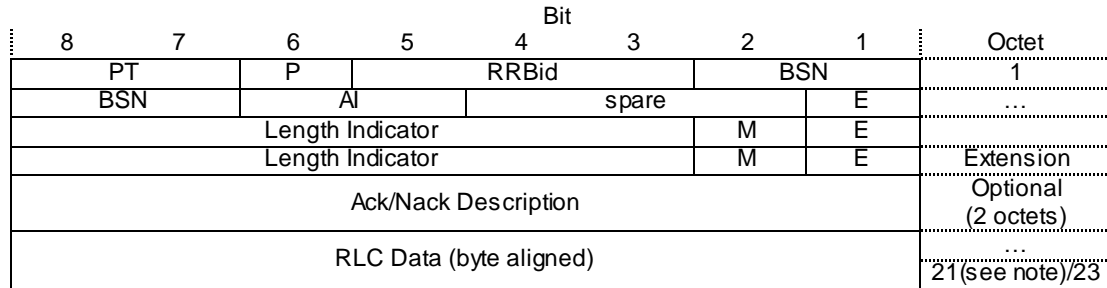 Bit
8 7 6 5 4 3 2 1 Octet
PT P RRBid BSN 1
BSN AI spare E …
Length Indicator M E
Length Indicator M E Extension
Ack/Nack Description Optional
(2 octets)
RLC Data (byte aligned) …
21(see note)/23